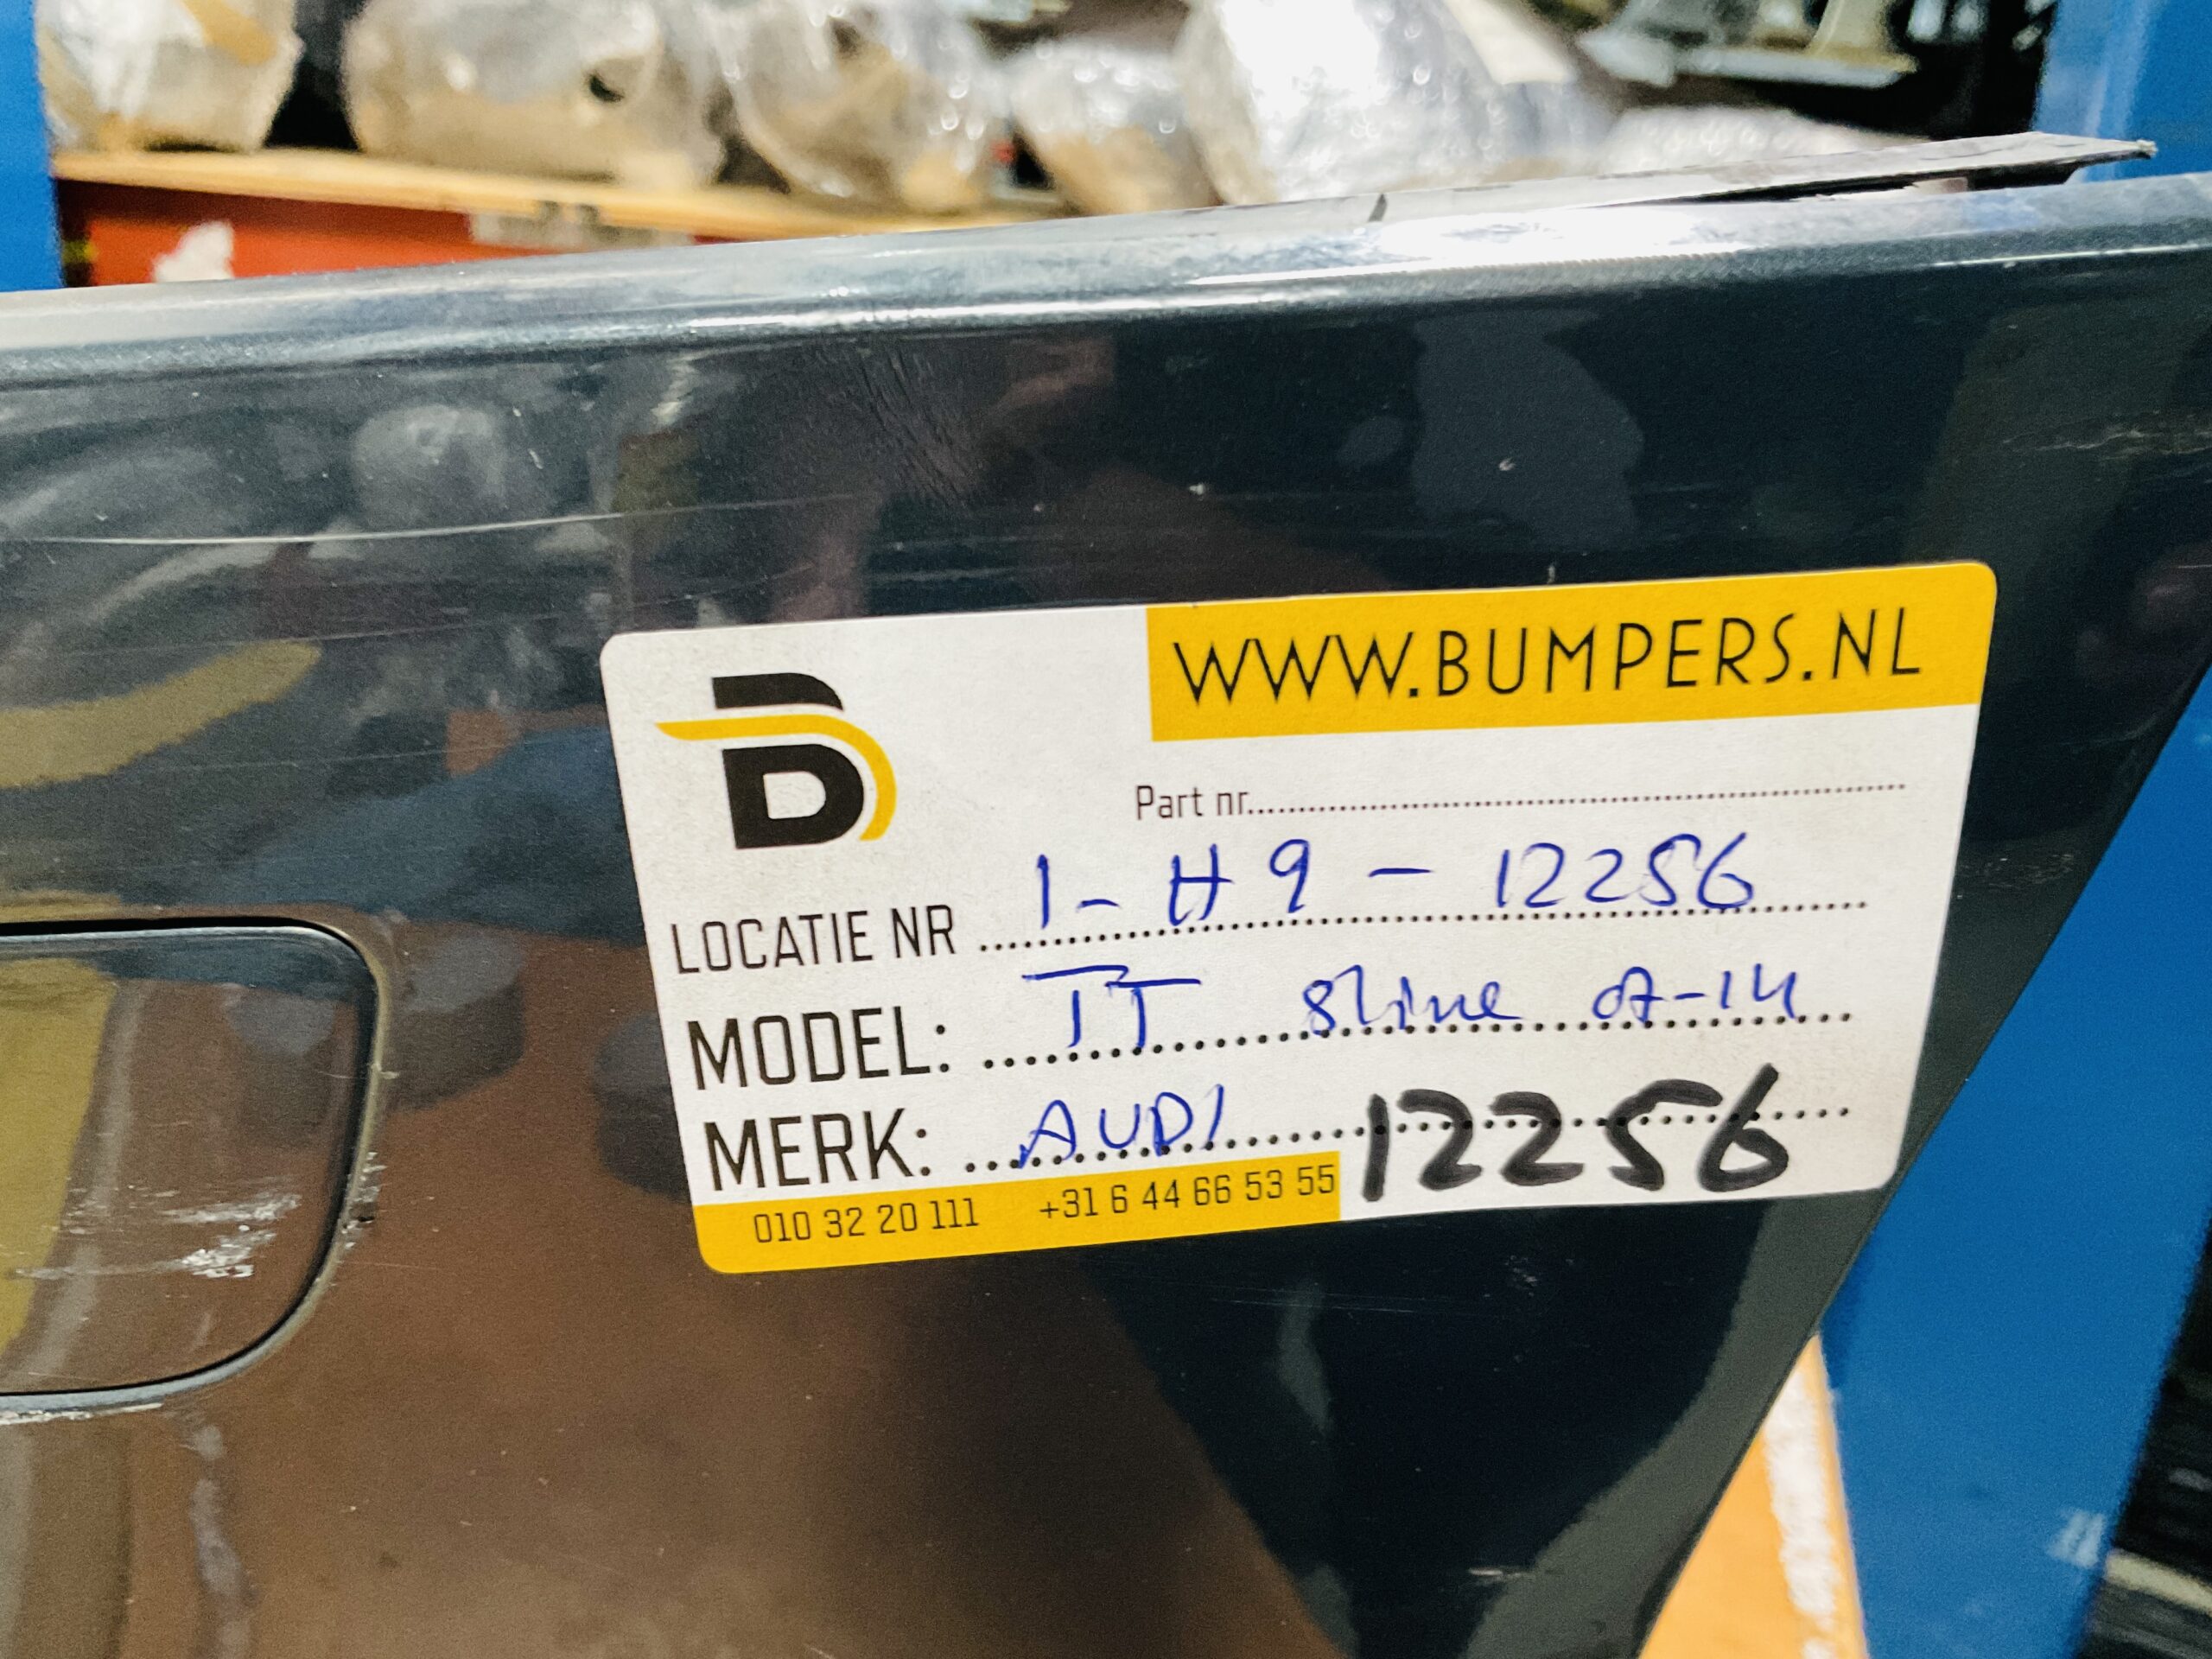 B
WWW.BUMPERS.NL
Part nr.
LOCATIE NR 1-H9-12256
MODEL: TT Sline 07-14
MERK: AUDI 12256
010 32 20 111 +31 6 44 66 53 55